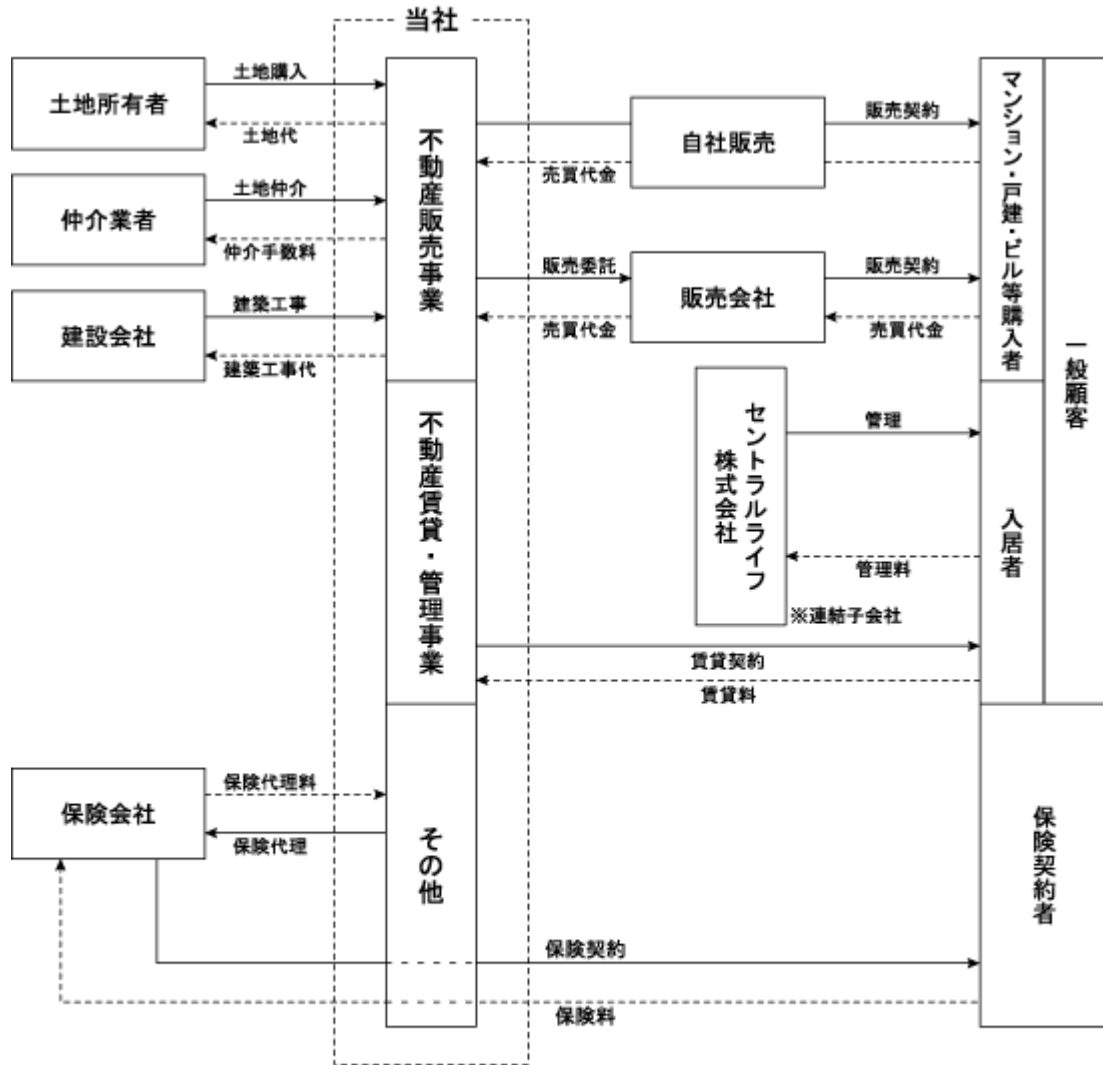 当社
土地所有者
土地購入
土地代
仲介業者
土地仲介
仲介手数料
建設会社
建築工事
建築工事代
不動産販売事業
自社販売
販売契約
売買代金
販売委託
販売会社
販売契約
売買代金
売買代金
マンション・戸建・ビル等購入者
一般顧客
不動産賃貸・管理事業
セントラルライフ
株式会社
※連結子会社
管理
管理料
入居者
賃貸契約
賃貸料
保険会社
保険代理料
保険代理
その他
保険契約
保険料
保険契約者